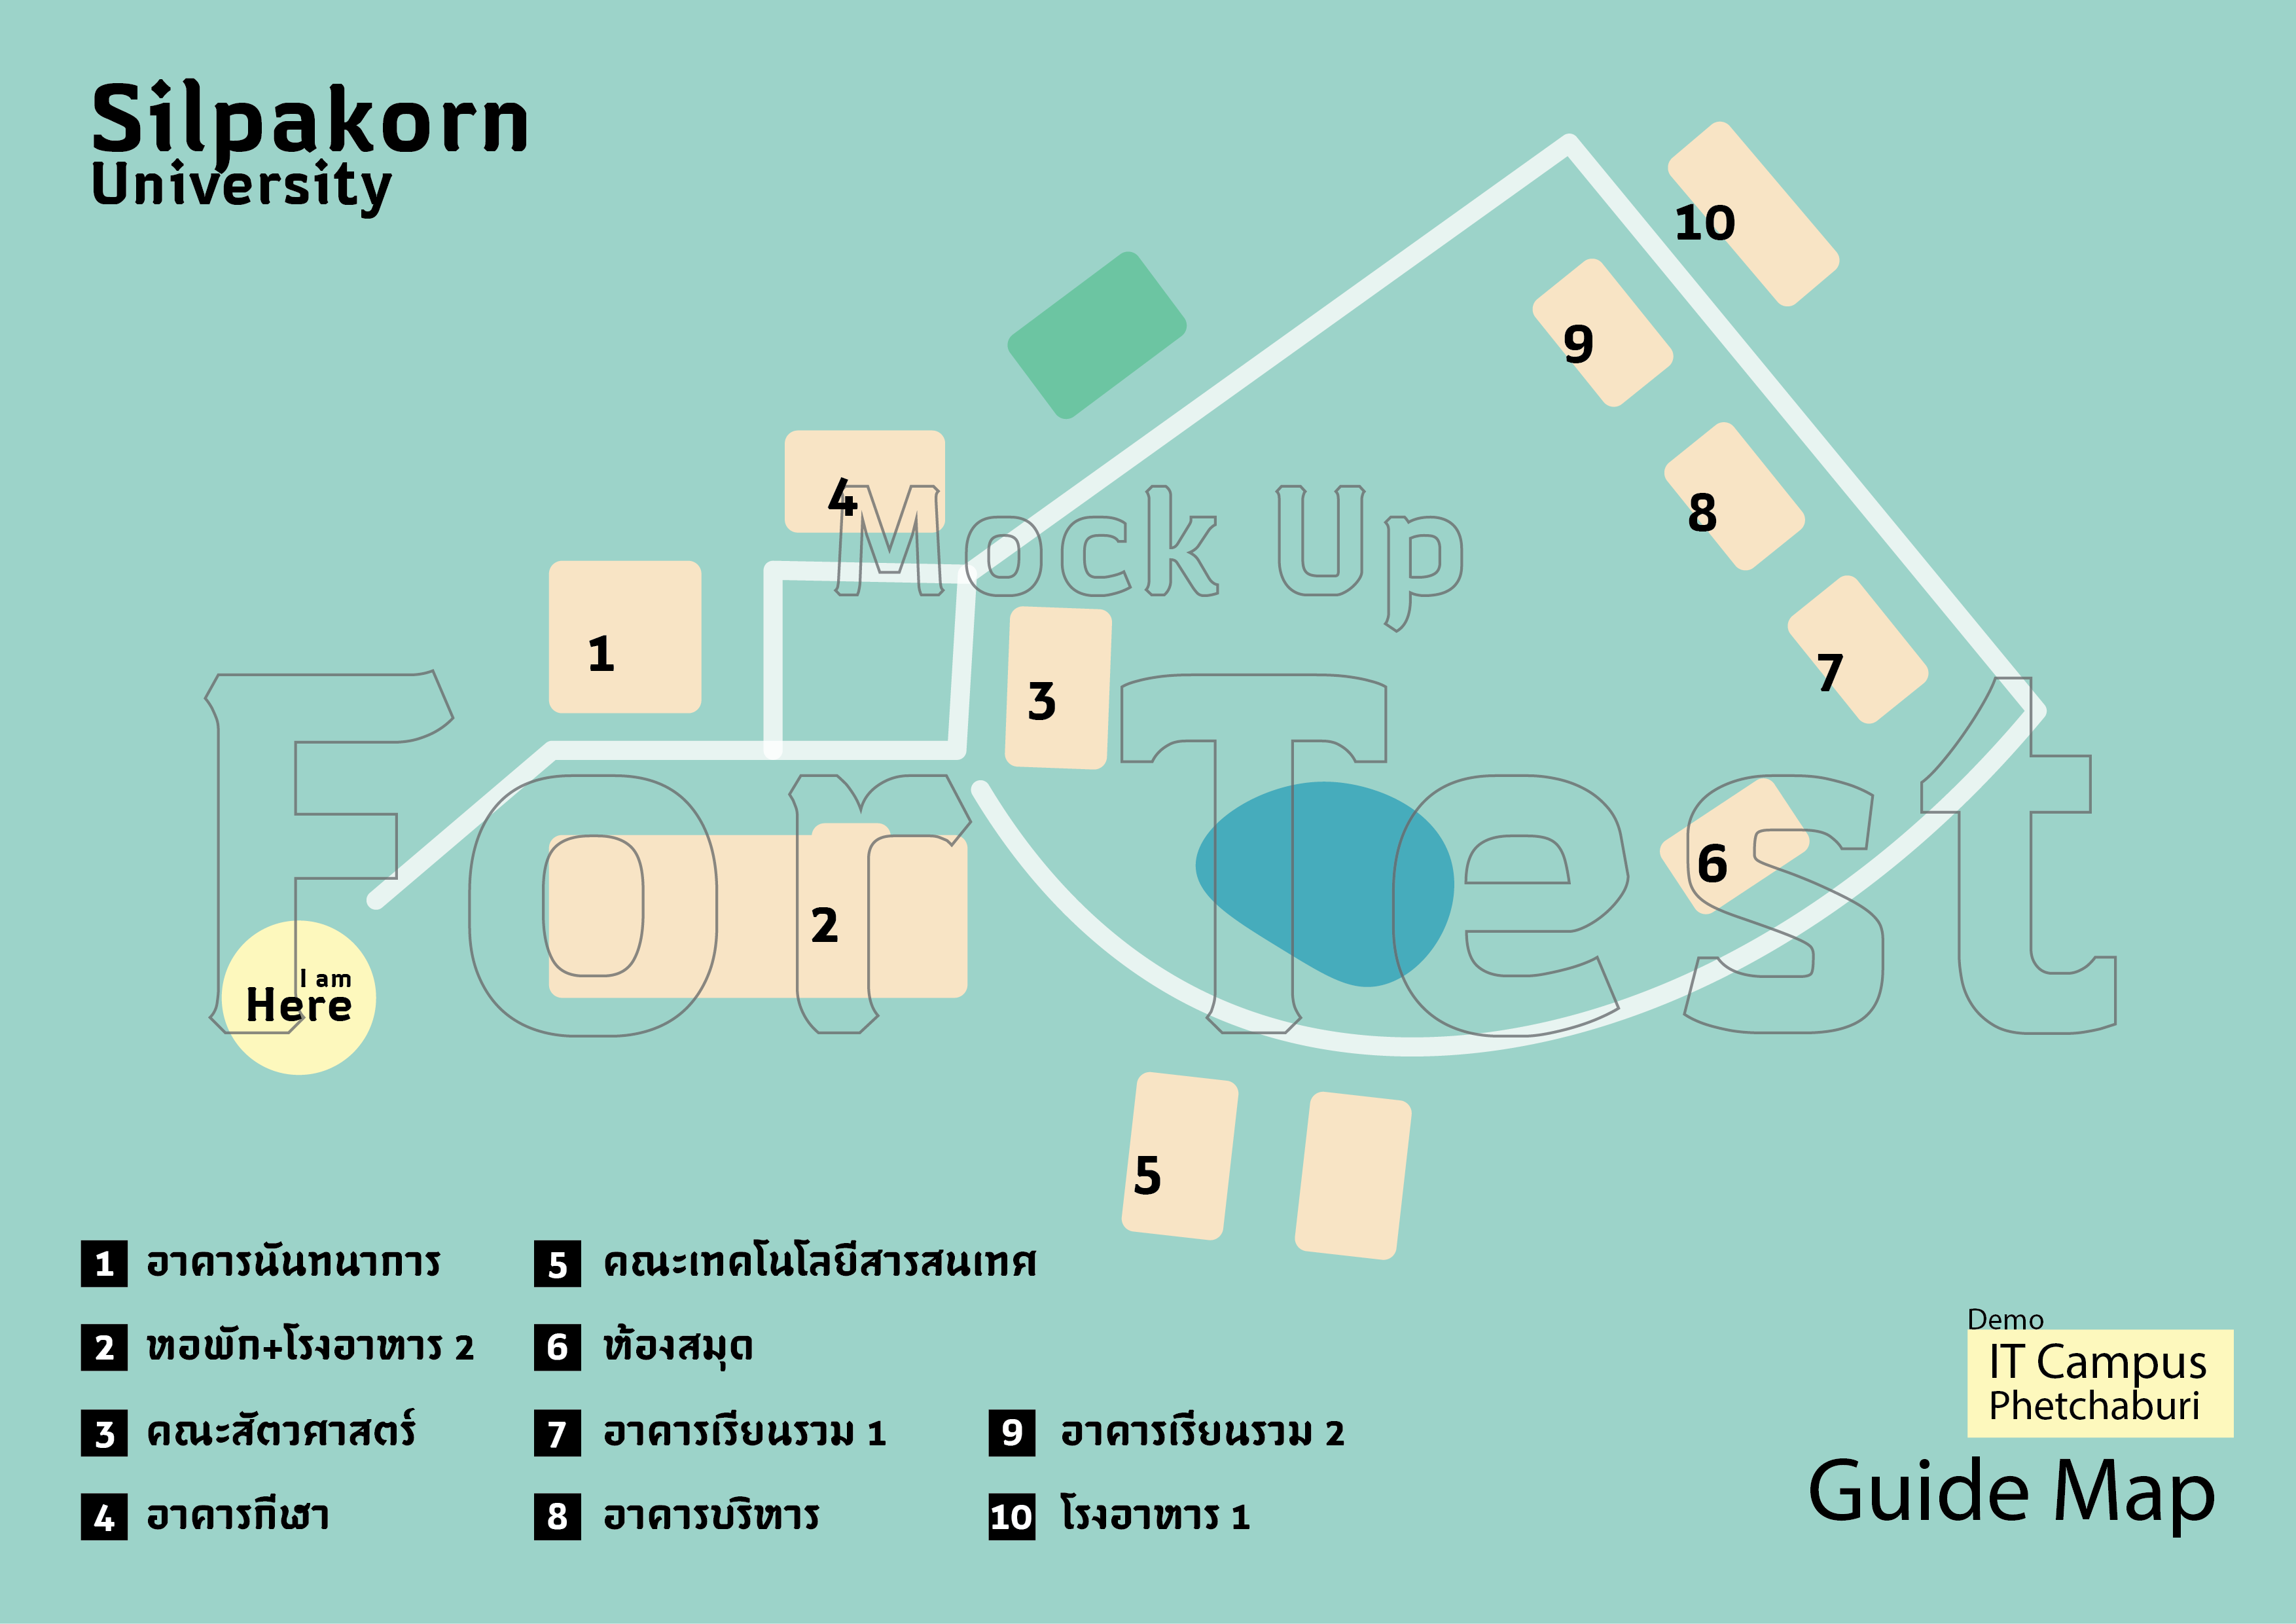 Silpakorn
University
10
9
4
8
Mock Up
1
7
3
For Test
6
2
I am
Here
5
1 อาคารนันทนาการ
2 หอพัก+โรงอาหาร 2
3 คณะสัตวศาสตร์
4 อาคารกีฬา
5 คณะเทคโนโลยีสารสนเทศ
6 ห้องสมุด
7 อาคารเรียนรวม 1
8 อาคารบริหาร
9 อาคารเรียนรวม 2
10 โรงอาหาร 1
Demo
IT Campus
Phetchaburi
Guide Map